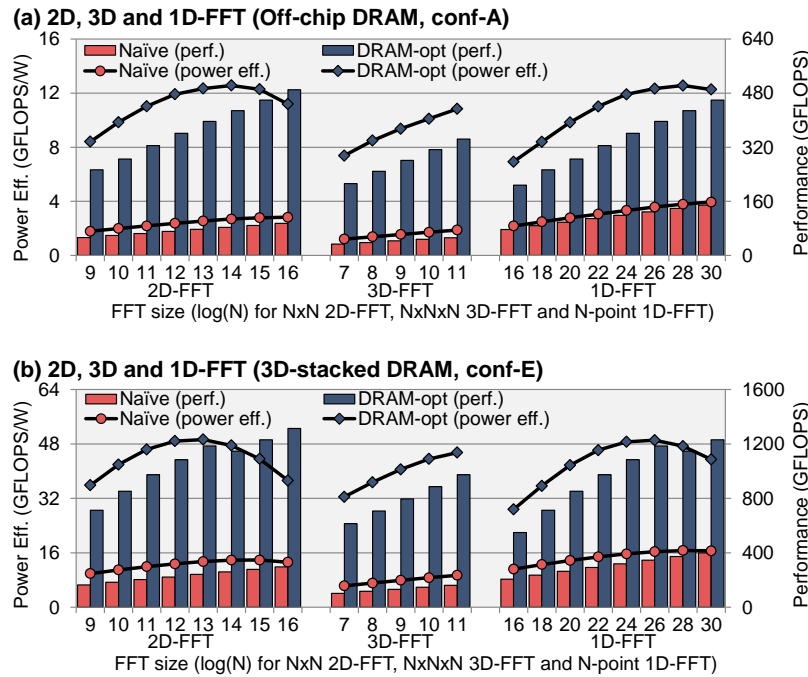 (a) 2D, 3D and 1D-FFT (Off-chip DRAM, conf-A)
Power Eff. (GFLOPS/W)
16
12
8
4
0
Naïve (perf.)
DRAM-opt (perf.)
Naïve (power eff.)
DRAM-opt (power eff.)
640
480
320
160
0
Performance (GFLOPS)
9 10 11 12 13 14 15 16 7 8 9 10 11 16 18 20 22 24 26 28 30
2D-FFT 3D-FFT 1D-FFT
FFT size (log(N) for NxN 2D-FFT, NxNxN 3D-FFT and N-point 1D-FFT)
(b) 2D, 3D and 1D-FFT (3D-stacked DRAM, conf-E)
Power Eff. (GFLOPS/W)
64
48
32
16
0
Naïve (perf.)
DRAM-opt (perf.)
Naïve (power eff.)
DRAM-opt (power eff.)
1600
1200
800
400
0
Performance (GFLOPS)
9 10 11 12 13 14 15 16 7 8 9 10 11 16 18 20 22 24 26 28 30
2D-FFT 3D-FFT 1D-FFT
FFT size (log(N) for NxN 2D-FFT, NxNxN 3D-FFT and N-point 1D-FFT)